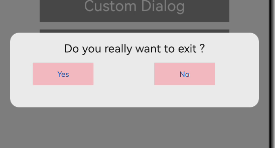 Custom Dialog
Do you really want to exit ?
Yes No